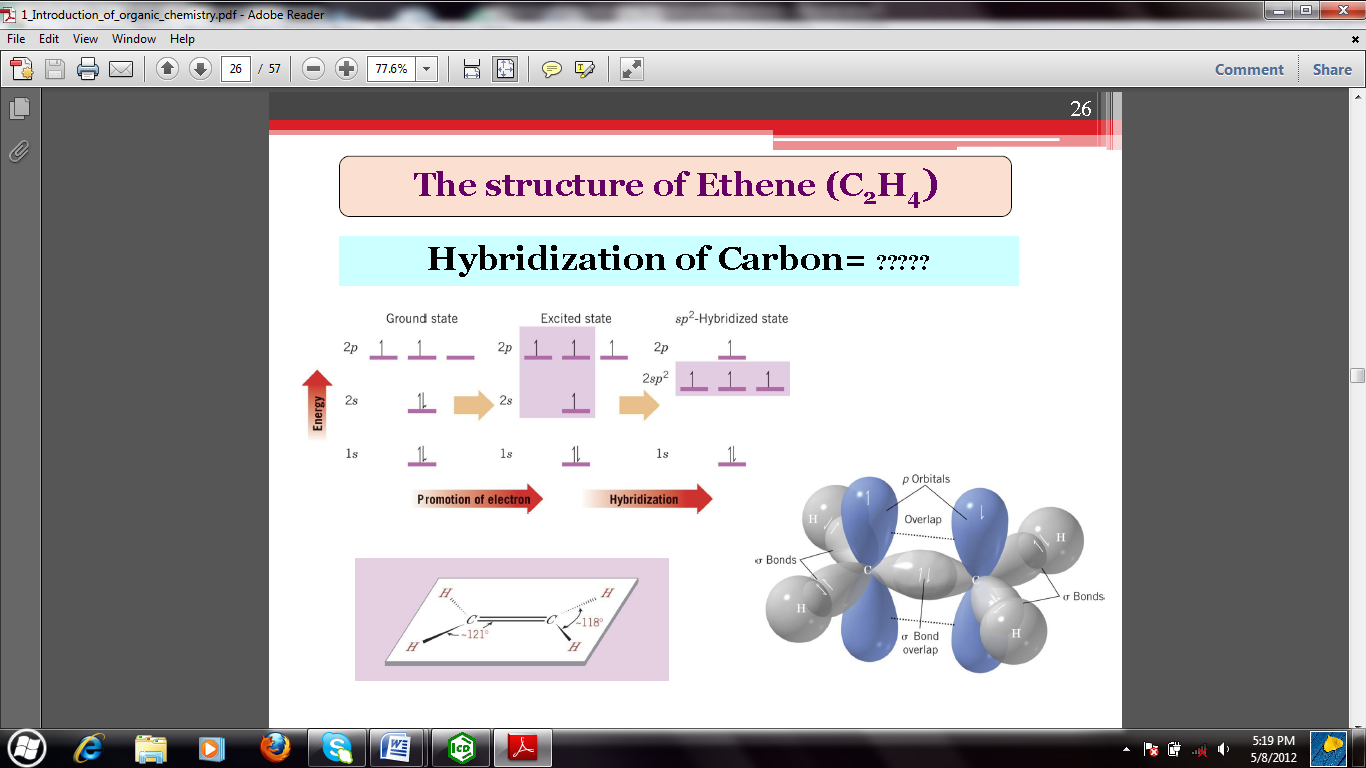 1_Introduction_of_organic_chemistry.pdf - Adobe Reader
File Edit View Window Help
26 / 57 77.6% Comment Share
26
The structure of Ethene (C₂H₄)
Hybridization of Carbon= ?????
Ground state Excited state sp²-Hybridized state
2p 2p 2p
2sp²
Energy
2s 2s
1s 1s 1s
Promotion of electron Hybridization
p Orbitals
Overlap
H H
σ Bonds
C C
H
σ Bonds
H
σ Bond
overlap
H H
C C
~121° ~118°
H H
5:19 PM
5/8/2012
W ICD